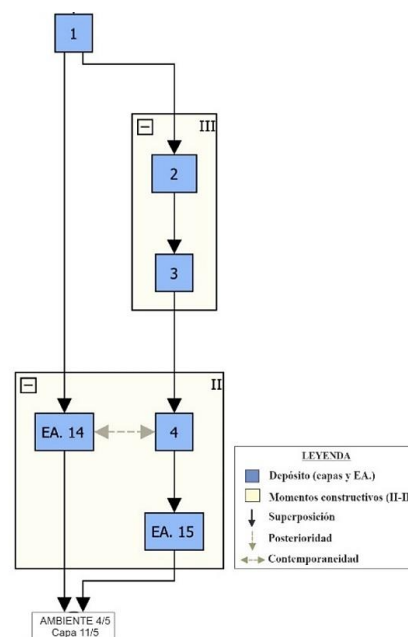 1
III
2
3
II
EA. 14
4
EA. 15
AMBIENTE 4/5
Capa 11/5
LEYENDA
Depósito (capas y EA.)
Momentos constructivos (II-II
Superposición
Posterioridad
Contemporaneidad